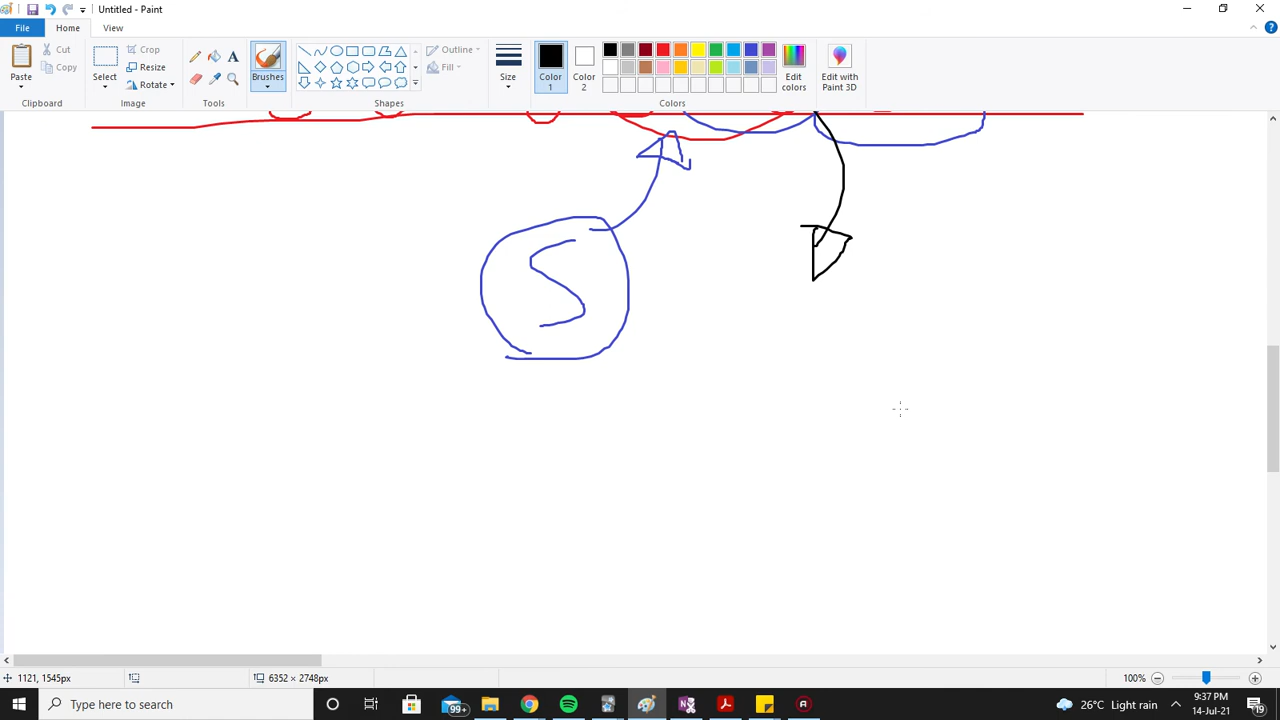 Untitled - Paint
File Home View
Paste
Cut
Copy
Clipboard
Select
Crop
Resize
Rotate
Image
Tools
Brushes
Shapes
Outline
Fill
Size
Color 1
Color 2
Colors
Edit colors
Edit with Paint 3D
S
1121, 1545px
6352 × 2748px
100%
Type here to search
99+
26°C Light rain
9:37 PM
14-Jul-21
19